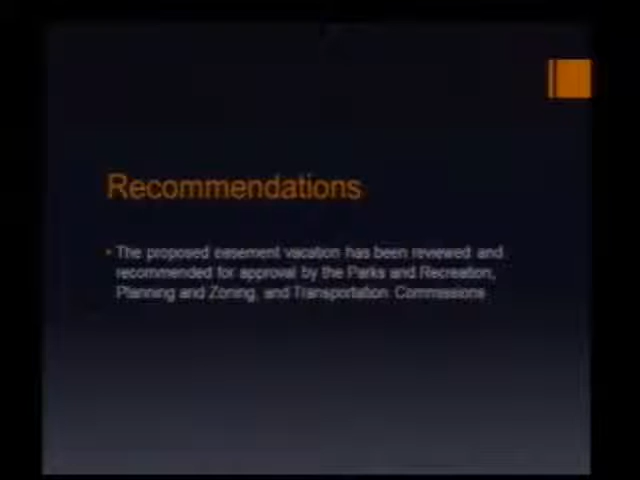 Recommendations
The proposed easement vacation has been reviewed and
recommended for approval by the Parks and Recreation,
Planning and Zoning, and Transportation Commissions